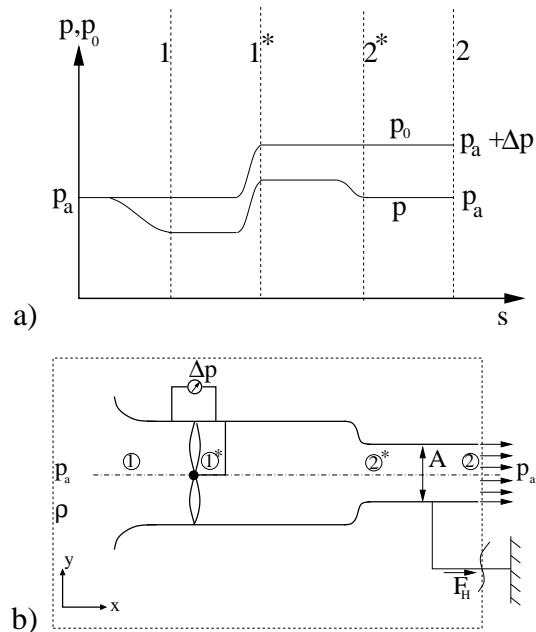 p,p₀
1
1*
2*
2
p₀
pₐ +Δp
pₐ
p
pₐ
a)
s
Δp
①
①*
②*
A
②
pₐ
pₐ
ρ
y
x
F_H
b)